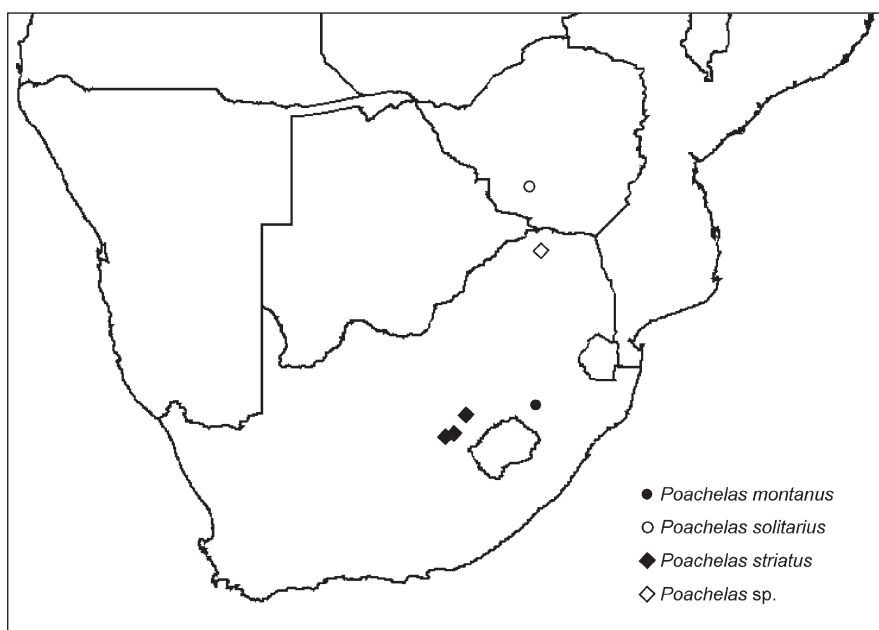 Poachelas montanus
Poachelas solitarius
Poachelas striatus
Poachelas sp.